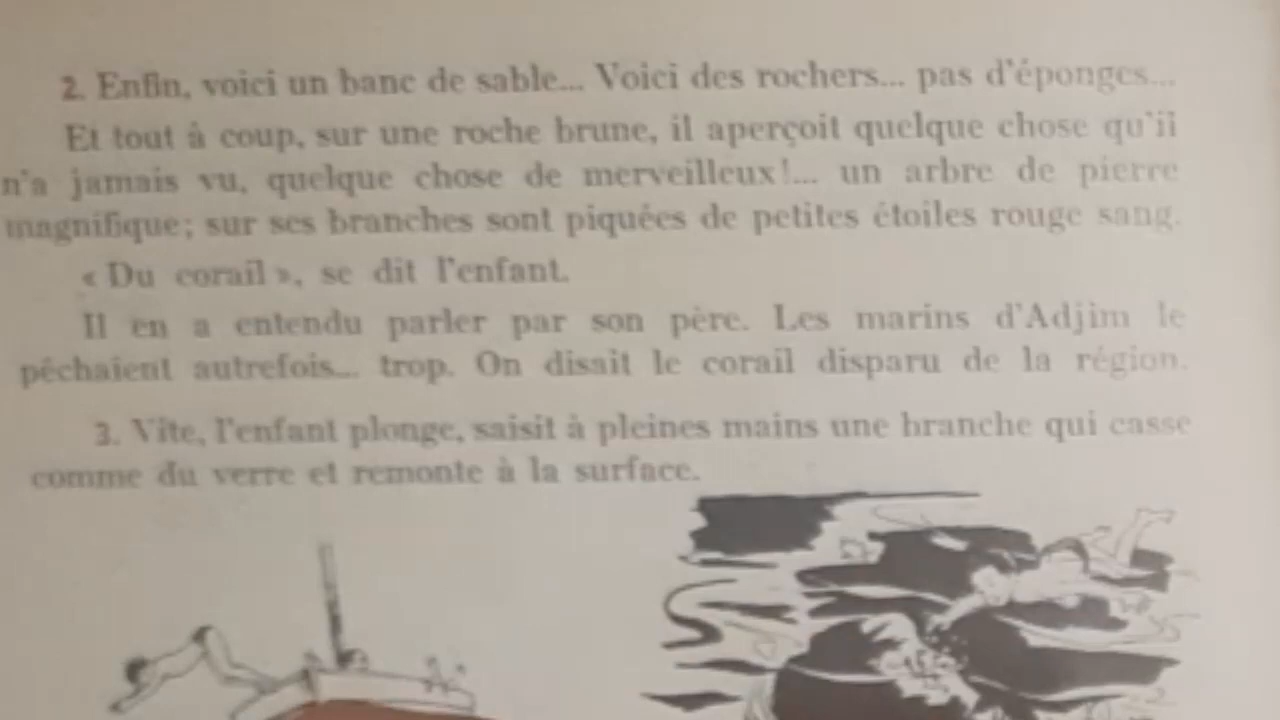 2. Enfin, voici un banc de sable... Voici des rochers... pas d'éponges...
Et tout à coup, sur une roche brune, il aperçoit quelque chose qu'il
n'a jamais vu, quelque chose de merveilleux!... un arbre de pierre
magnifique; sur ses branches sont piquées de petites étoiles rouge sang.
« Du corail », se dit l'enfant.
Il en a entendu parler par son père. Les marins d'Adjim le
pêchaient autrefois... trop. On disait le corail disparu de la région.
3. Vite, l'enfant plonge, saisit à pleines mains une branche qui casse
comme du verre et remonte à la surface.